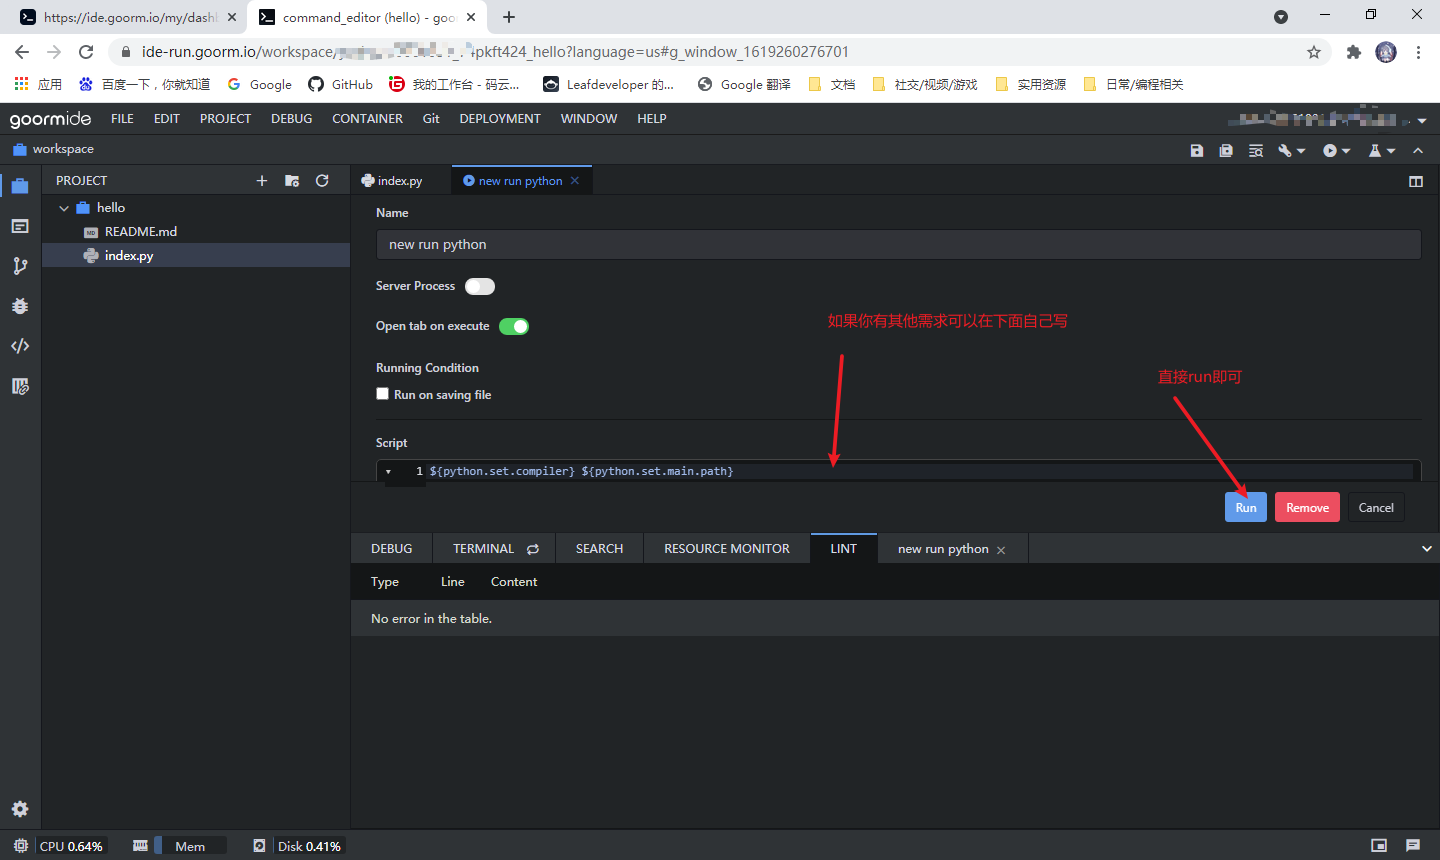 https://ide.goorm.io/my/dash
command_editor (hello) - goo
ide-run.goorm.io/workspace/
pkft424_hello?language=us#g_window_1619260276701
应用
百度一下，你就知道
Google
GitHub
我的工作台 - 码云...
Leafdeveloper 的...
Google 翻译
文档
社交/视频/游戏
实用资源
日常/编程相关
goormide
FILE
EDIT
PROJECT
DEBUG
CONTAINER
Git
DEPLOYMENT
WINDOW
HELP
workspace
PROJECT
index.py
new run python
hello
README.md
index.py
Name
new run python
Server Process
Open tab on execute
如果你有其他需求可以在下面自己写
Running Condition
直接run即可
Run on saving file
Script
1 ${python.set.compiler} ${python.set.main.path}
Run
Remove
Cancel
DEBUG
TERMINAL
SEARCH
RESOURCE MONITOR
LINT
new run python
Type
Line
Content
No error in the table.
CPU 0.64%
Mem
Disk 0.41%